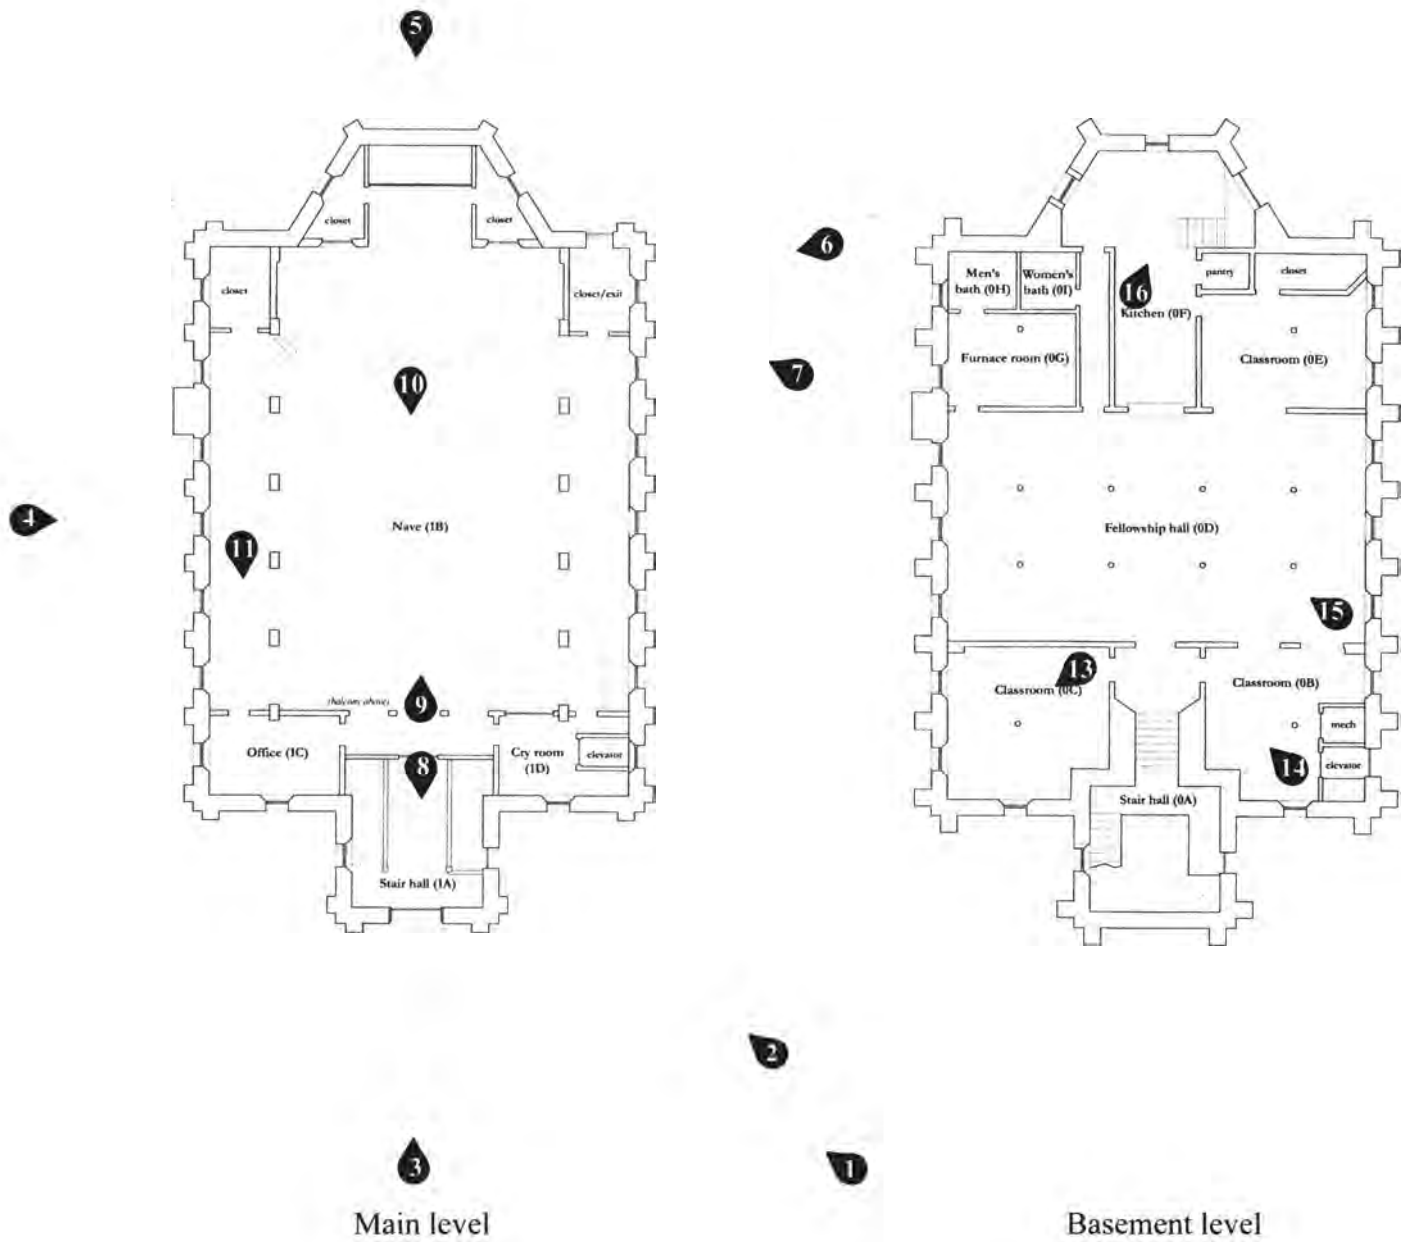 5
closet
closet
closet
closet/exit
10
4
Nave (1B)
11
(balcony above)
9
Office (1C)
8
Cry room
(1D)
elevator
Stair hall (1A)
3
Main level
6
7
2
1
Men's
bath (0H)
Women's
bath (0I)
16
pantry
closet
Kitchen (0F)
Furnace room (0G)
Classroom (0E)
Fellowship hall (0D)
15
13
Classroom (0C)
Classroom (0B)
mech
14
elevator
Stair hall (0A)
Basement level